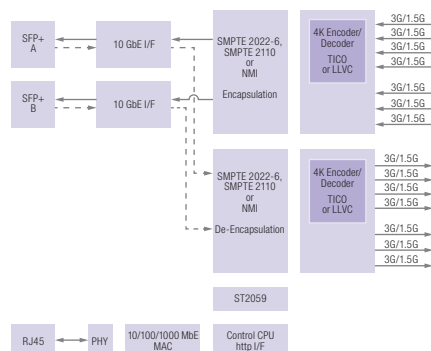 SFP+
A
10 GbE I/F
SMPTE 2022-6,
SMPTE 2110
or
NMI
Encapsulation
4K Encoder/
Decoder
TICO
or LLVC
3G/1.5G
3G/1.5G
3G/1.5G
3G/1.5G
3G/1.5G
3G/1.5G
3G/1.5G
SFP+
B
10 GbE I/F
SMPTE 2022-6,
SMPTE 2110
or
NMI
De-Encapsulation
4K Encoder/
Decoder
TICO
or LLVC
3G/1.5G
3G/1.5G
3G/1.5G
3G/1.5G
3G/1.5G
3G/1.5G
3G/1.5G
ST2059
RJ45
PHY
10/100/1000 MbE
MAC
Control CPU
http I/F